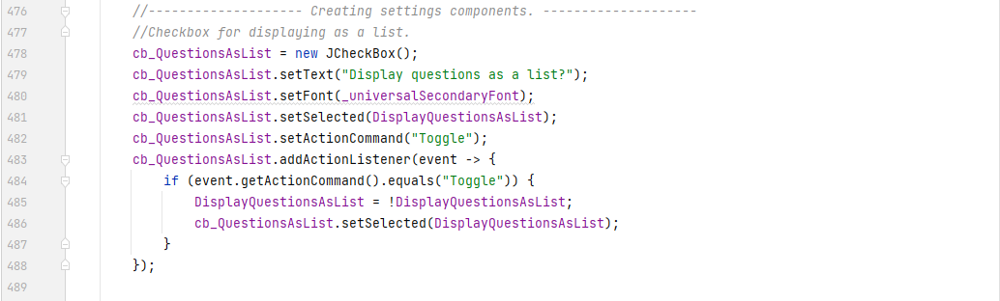 476 //-------------------- Creating settings components. --------------------
477 //Checkbox for displaying as a list.
478 cb_QuestionsAsList = new JCheckBox();
479 cb_QuestionsAsList.setText("Display questions as a list?");
480 cb_QuestionsAsList.setFont(_universalSecondaryFont);
481 cb_QuestionsAsList.setSelected(DisplayQuestionsAsList);
482 cb_QuestionsAsList.setActionCommand("Toggle");
483 cb_QuestionsAsList.addActionListener(event -> {
484     if (event.getActionCommand().equals("Toggle")) {
485         DisplayQuestionsAsList = !DisplayQuestionsAsList;
486         cb_QuestionsAsList.setSelected(DisplayQuestionsAsList);
487     }
488 });
489